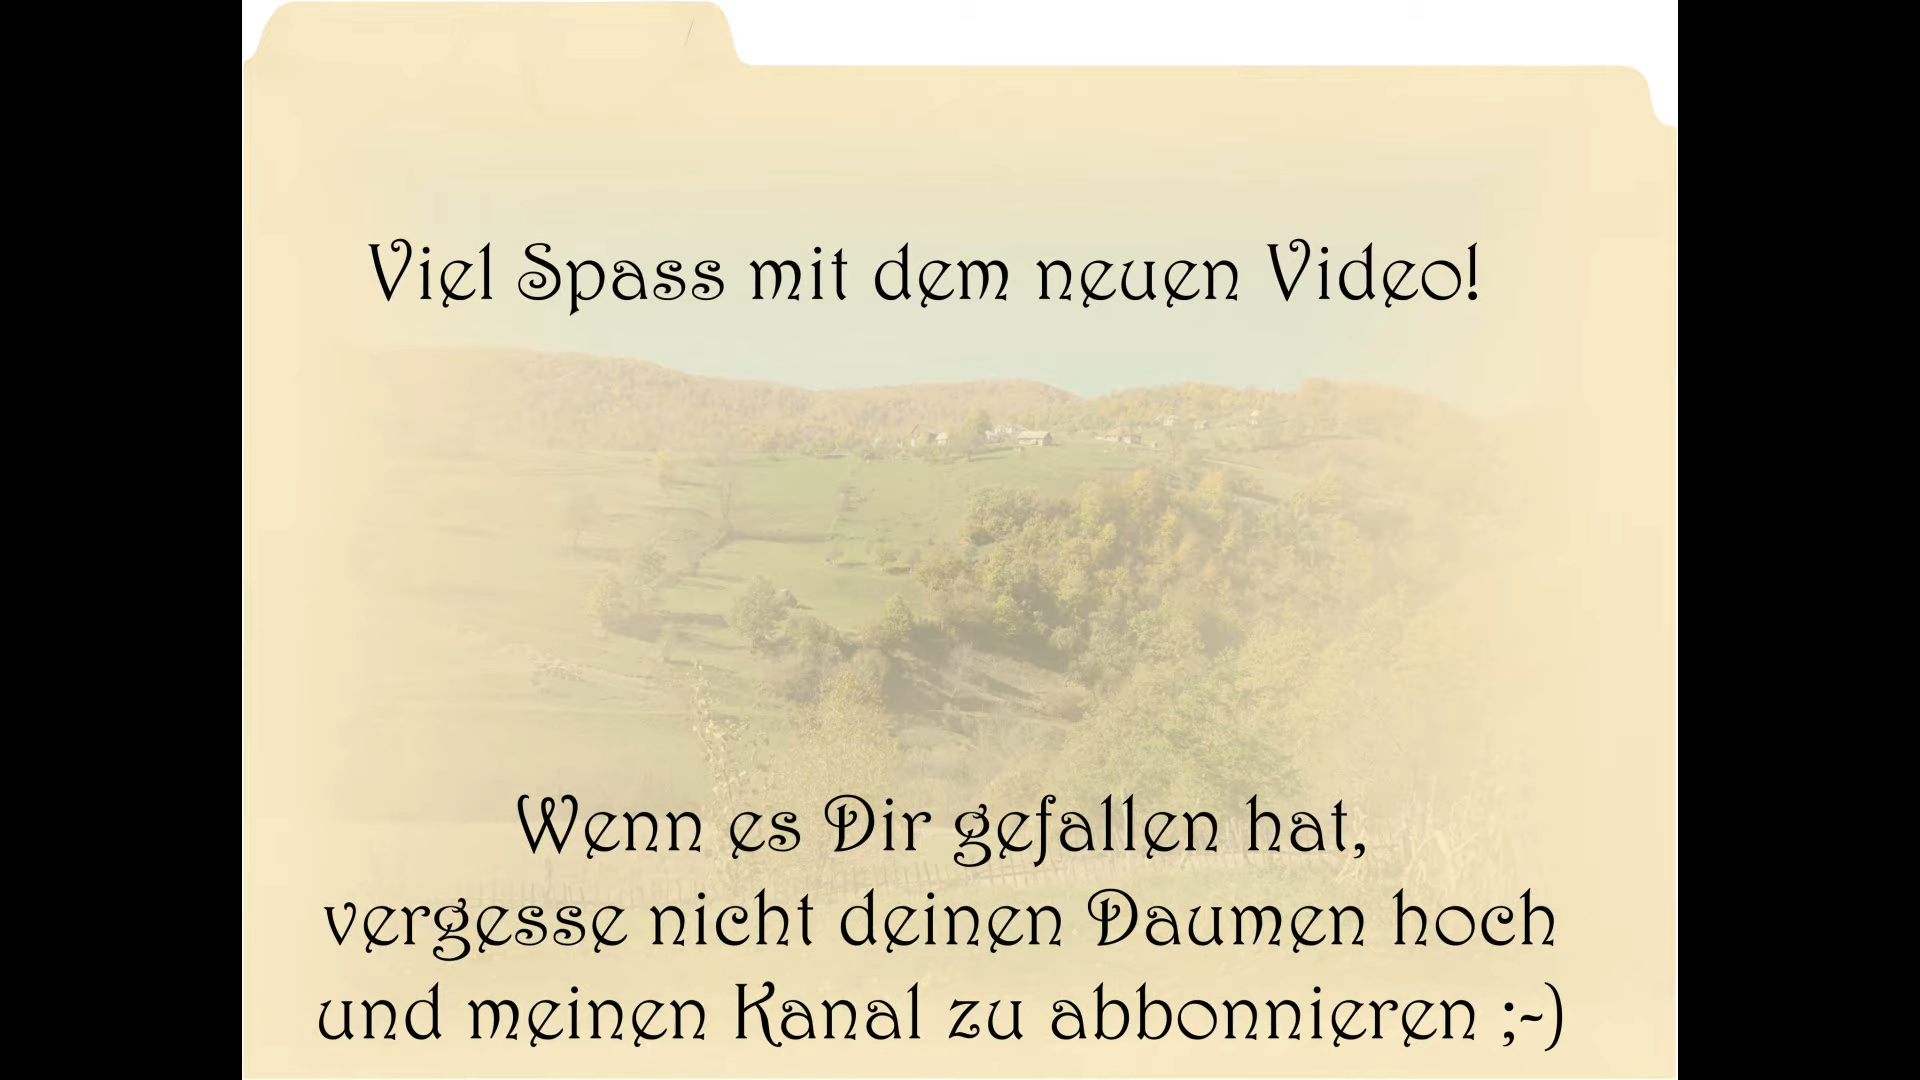 Viel Spass mit dem neuen Video!
Wenn es Dir gefallen hat,
vergesse nicht deinen Daumen hoch
und meinen Kanal zu abbonnieren ;-)